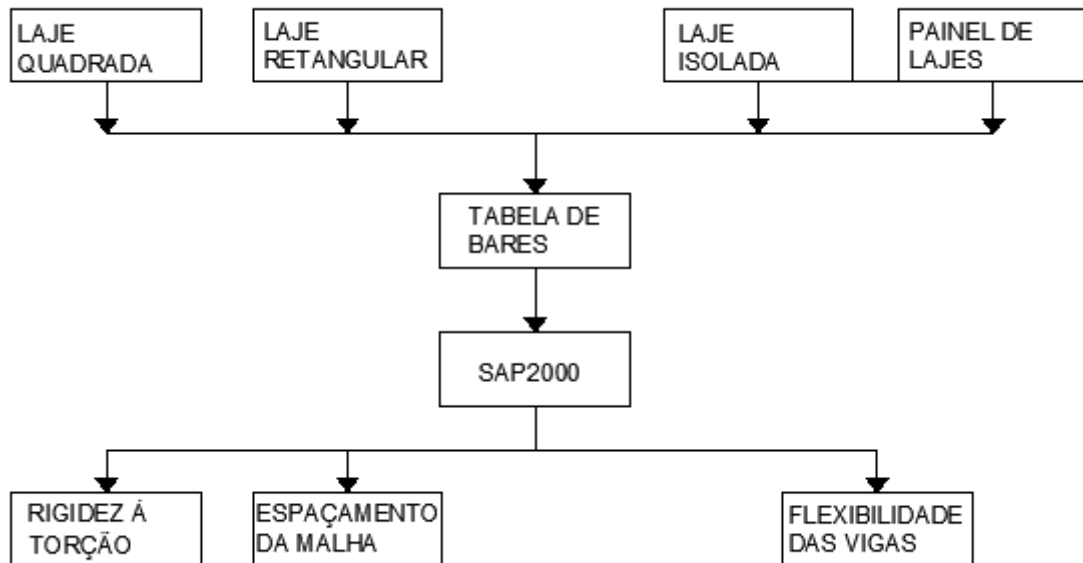 LAJE
QUADRADA
LAJE
RETANGULAR
LAJE
ISOLADA
PAINEL DE
LAJES
TABELA DE
BARES
SAP2000
RIGIDEZ Á
TORÇÃO
ESPAÇAMENTO
DA MALHA
FLEXIBILIDADE
DAS VIGAS